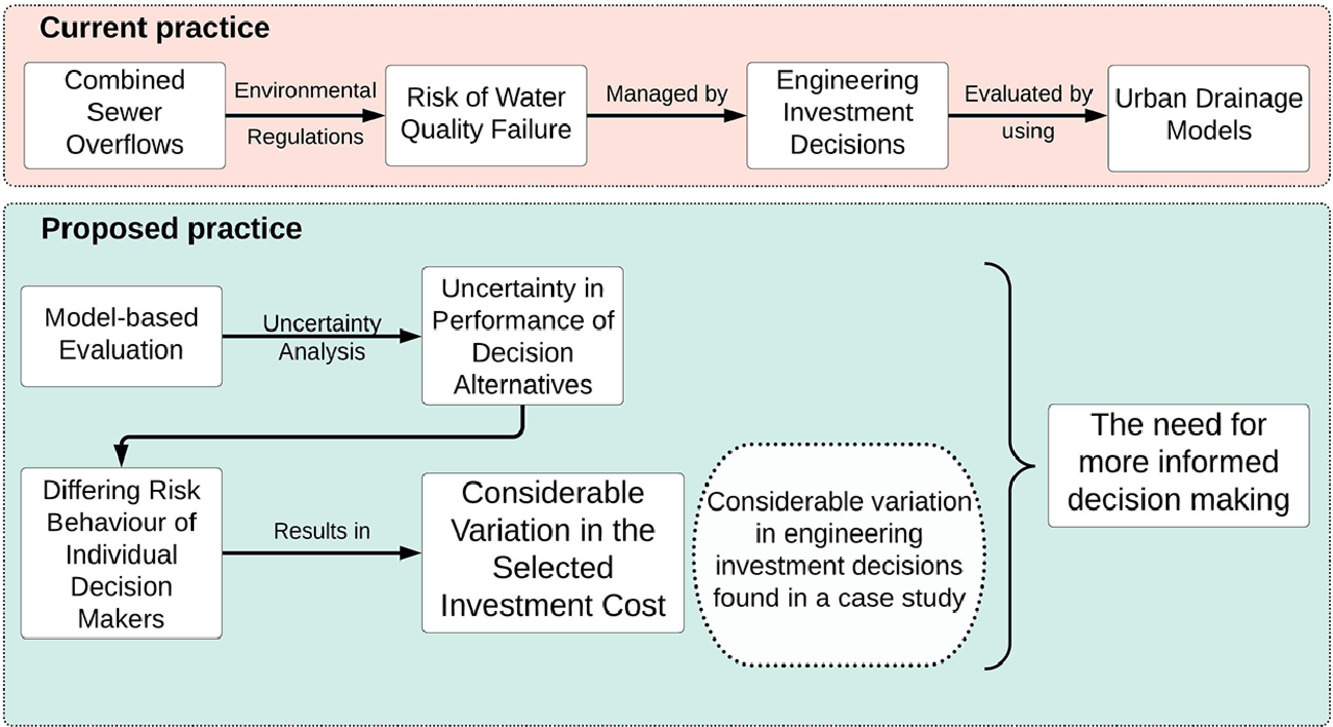 Current practice
Combined
Sewer
Overflows
Environmental
Regulations
Risk of Water
Quality Failure
Managed by
Engineering
Investment
Decisions
Evaluated by
using
Urban Drainage
Models
Proposed practice
Model-based
Evaluation
Uncertainty
Analysis
Uncertainty in
Performance of
Decision
Alternatives
Differing Risk
Behaviour of
Individual
Decision
Makers
Results in
Considerable
Variation in the
Selected
Investment Cost
Considerable variation
in engineering
investment decisions
found in a case study
The need for
more informed
decision making